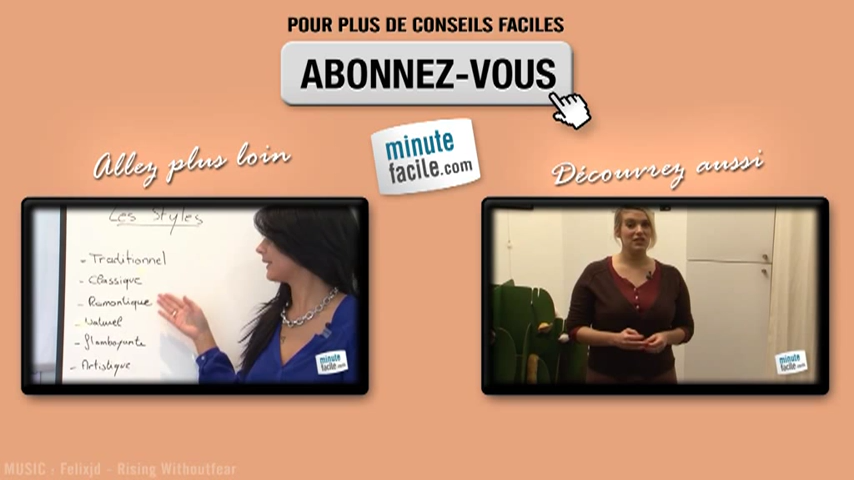 POUR PLUS DE CONSEILS FACILES
ABONNEZ-VOUS
minute
facile.com
Allez plus loin
Découvrez aussi
Les Styles
- Traditionnel
- Classique
- Romantique
- Naturel
- flamboyante
- Artistique
minute
facile.com
minute
facile.com
MUSIC - Felixjd - Rising Withoutfear